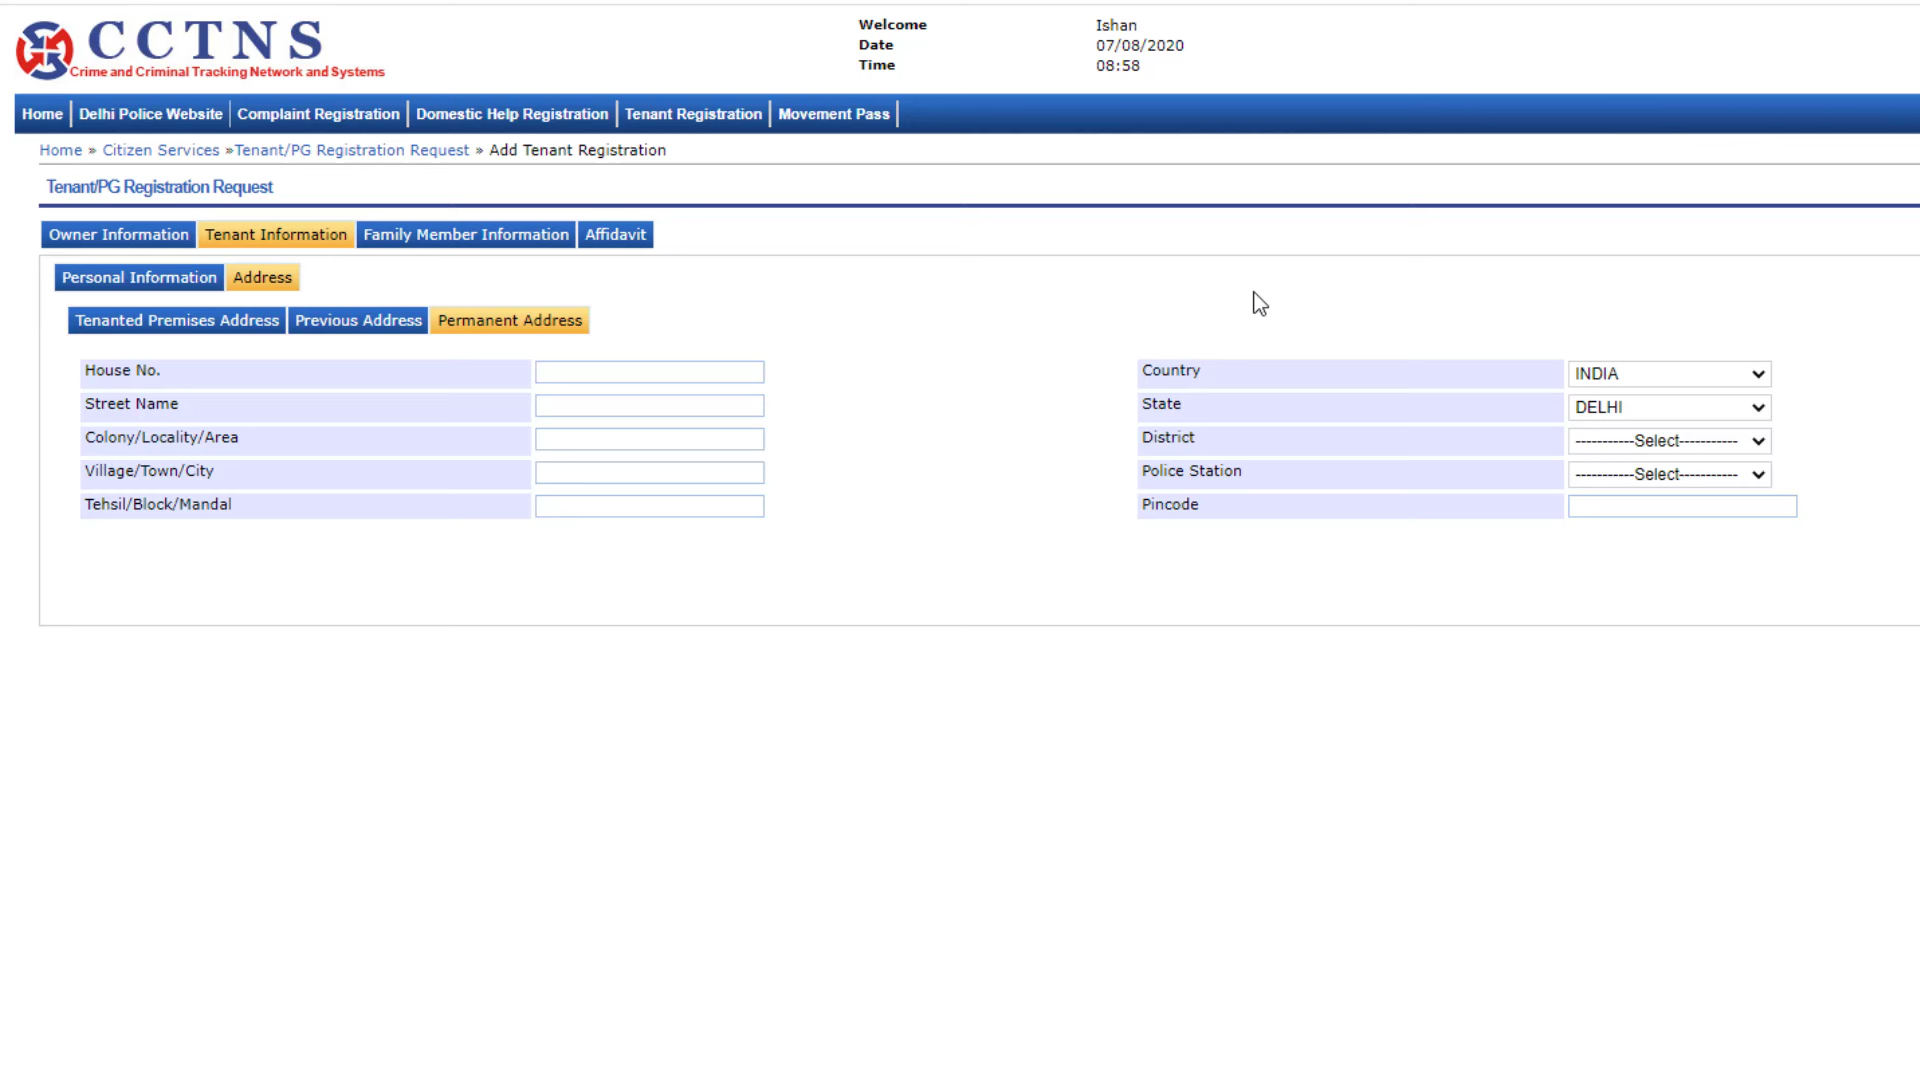 CCTNS
Crime and Criminal Tracking Network and Systems
Welcome Ishan
Date 07/08/2020
Time 08:58
Home Delhi Police Website Complaint Registration Domestic Help Registration Tenant Registration Movement Pass
Home » Citizen Services »Tenant/PG Registration Request » Add Tenant Registration
Tenant/PG Registration Request
Owner Information Tenant Information Family Member Information Affidavit
Personal Information Address
Tenanted Premises Address Previous Address Permanent Address
House No. Country INDIA
Street Name State DELHI
Colony/Locality/Area District -----------Select-----------
Village/Town/City Police Station -----------Select-----------
Tehsil/Block/Mandal Pincode